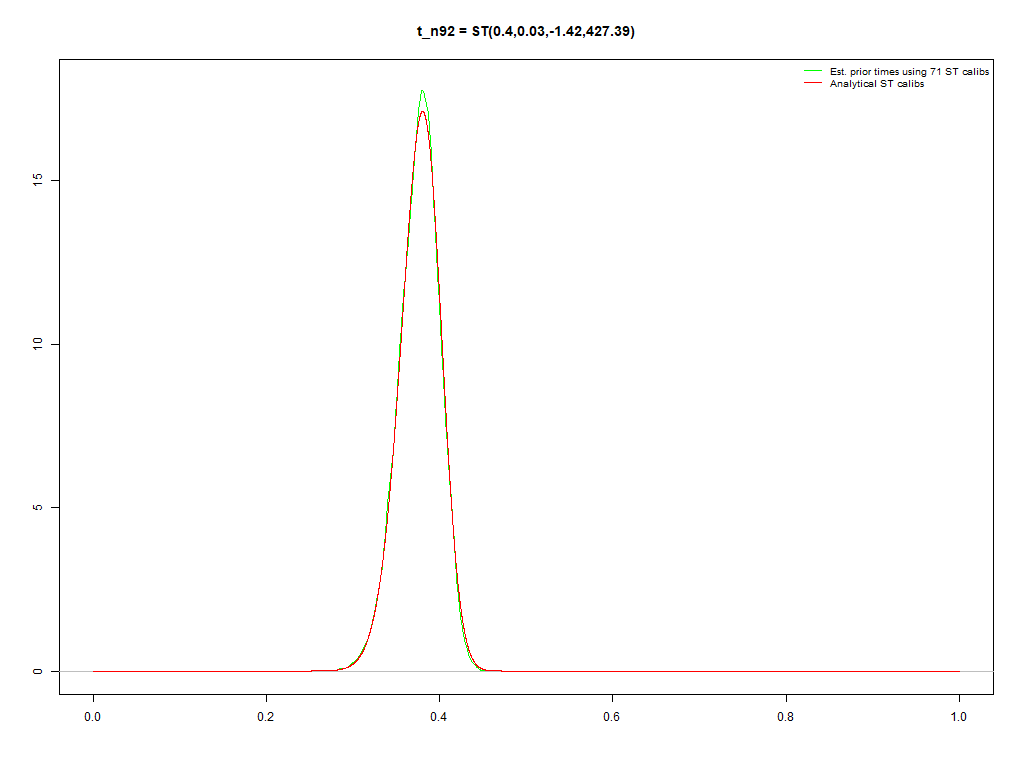 t_n92 = ST(0.4,0.03,-1.42,427.39)
Est. prior times using 71 ST calibs
Analytical ST calibs
15
10
5
0
0.0 0.2 0.4 0.6 0.8 1.0